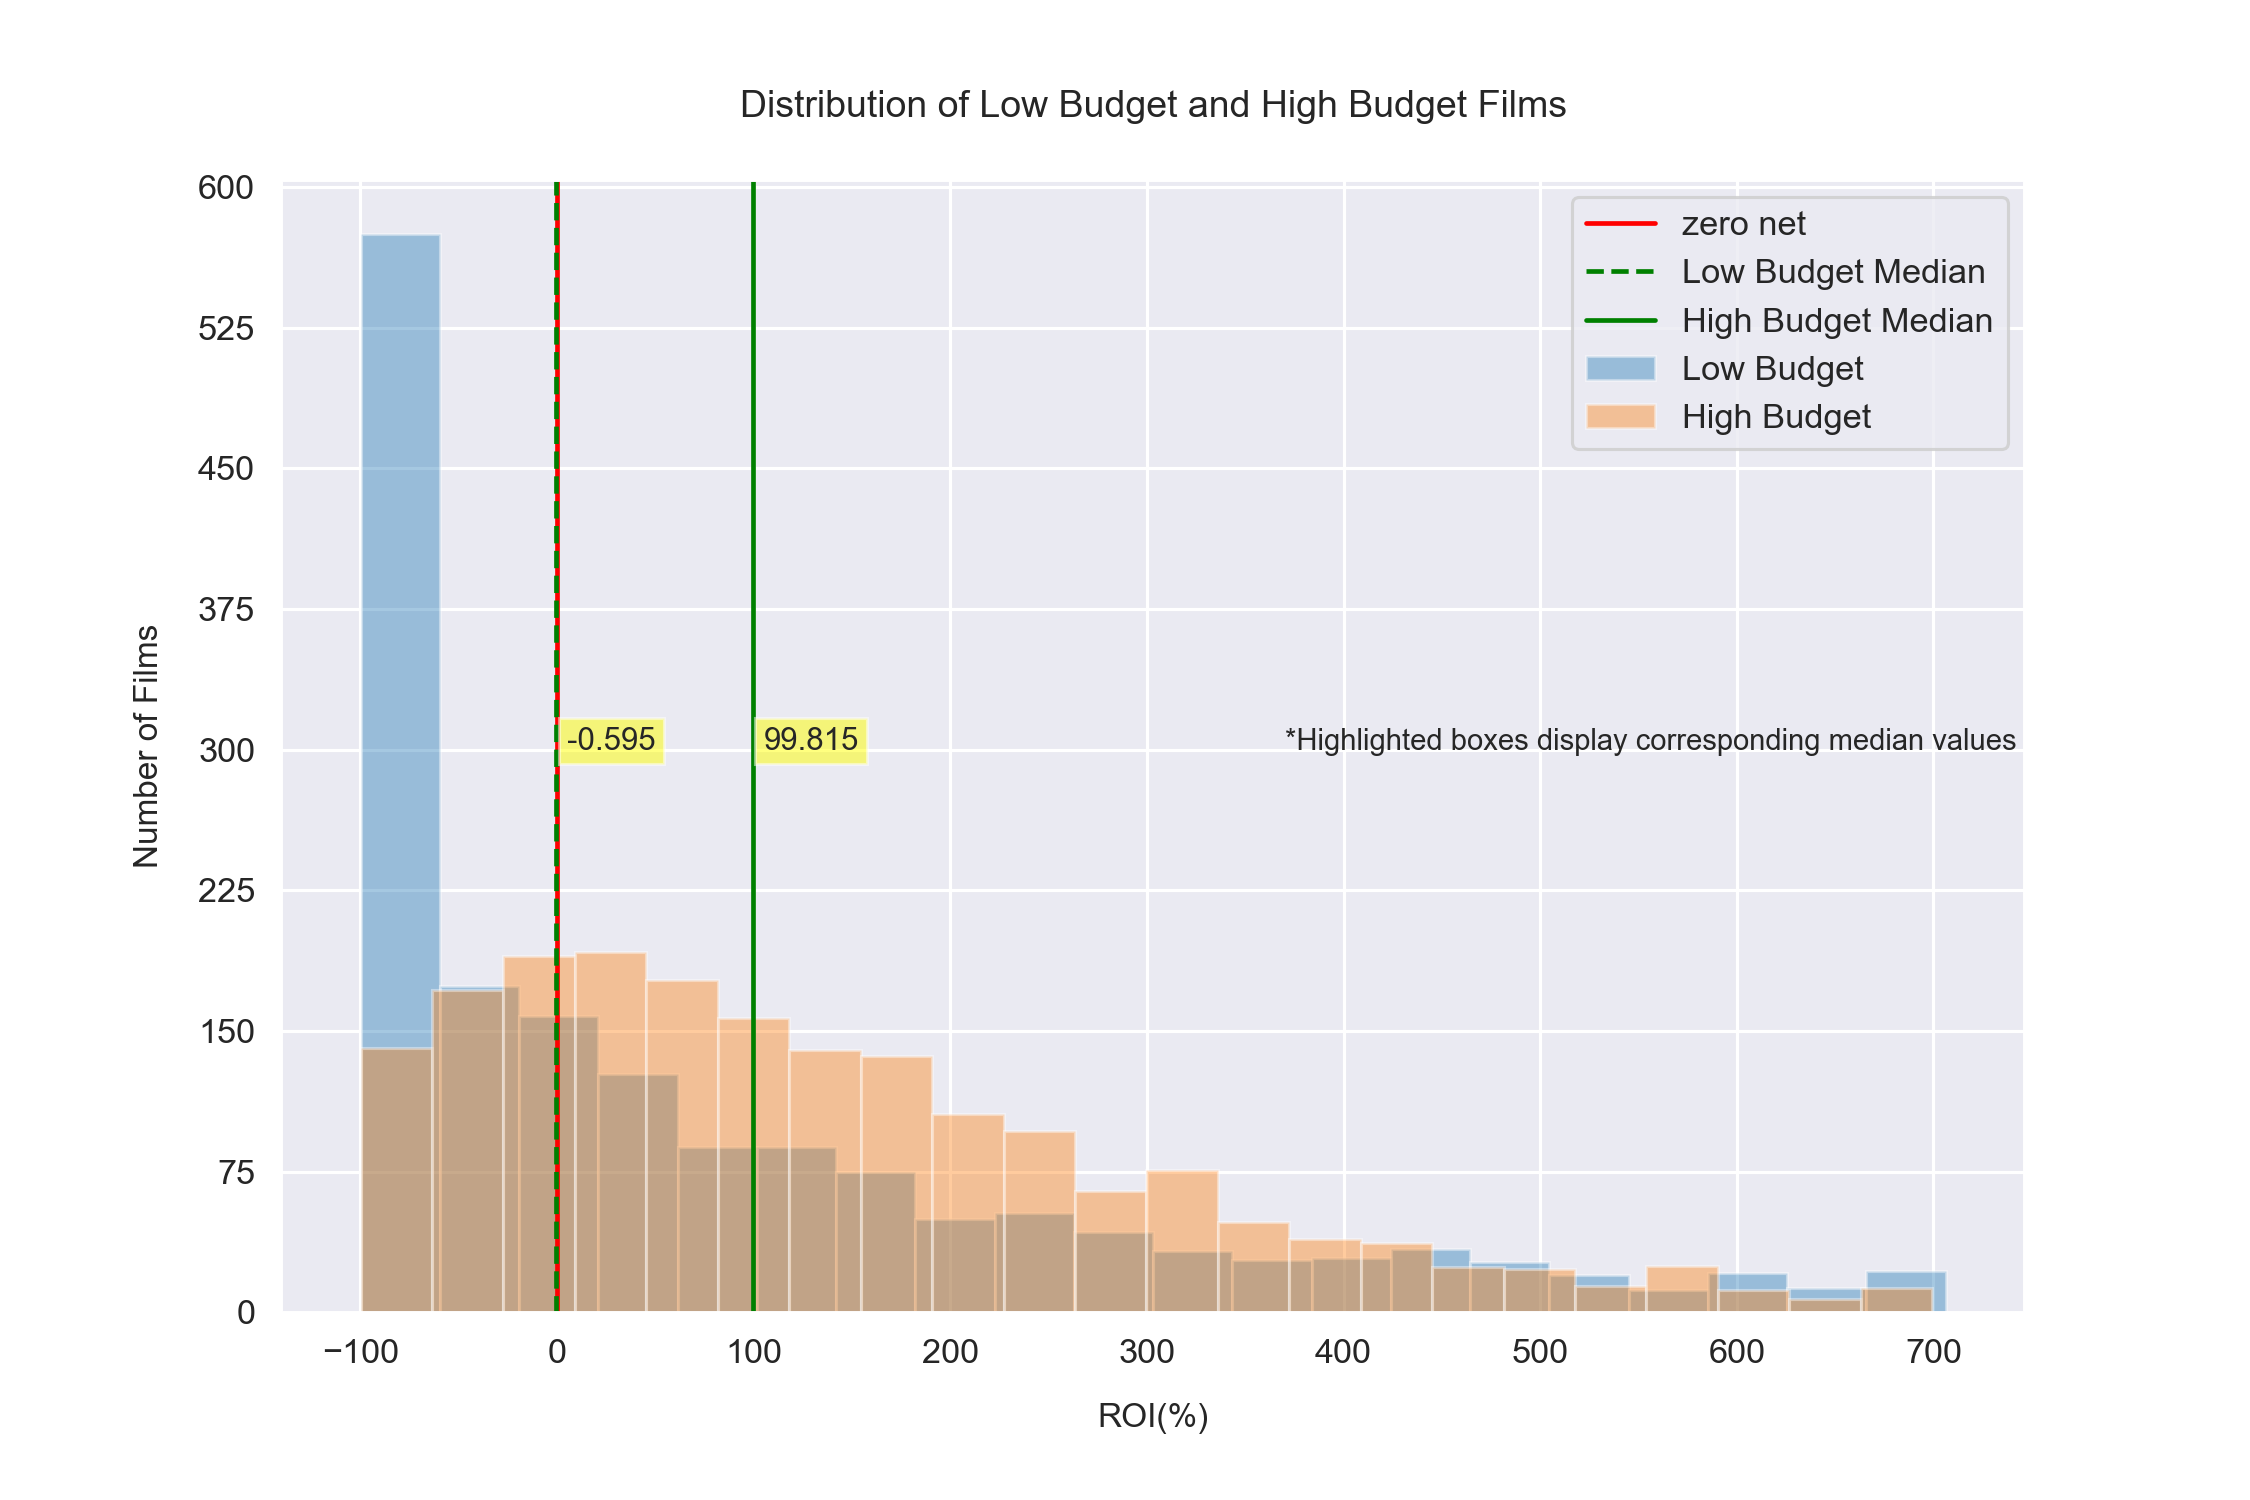 Distribution of Low Budget and High Budget Films
600
525
450
375
300
225
150
75
0
Number of Films
zero net
Low Budget Median
High Budget Median
Low Budget
High Budget
-0.595
99.815
*Highlighted boxes display corresponding median values
−100 0 100 200 300 400 500 600 700
ROI(%)